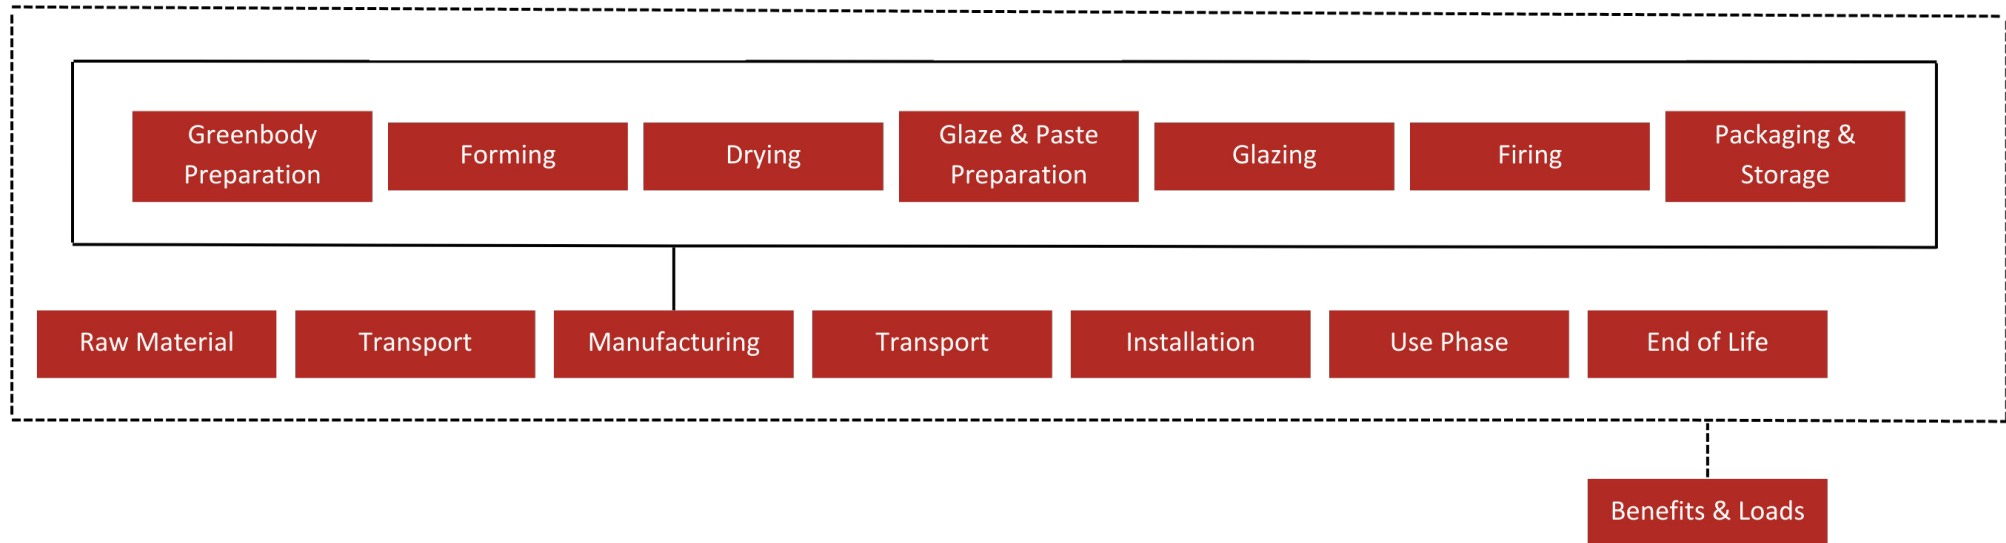 Greenbody
Preparation
Forming
Drying
Glaze & Paste
Preparation
Glazing
Firing
Packaging &
Storage
Raw Material
Transport
Manufacturing
Transport
Installation
Use Phase
End of Life
Benefits & Loads